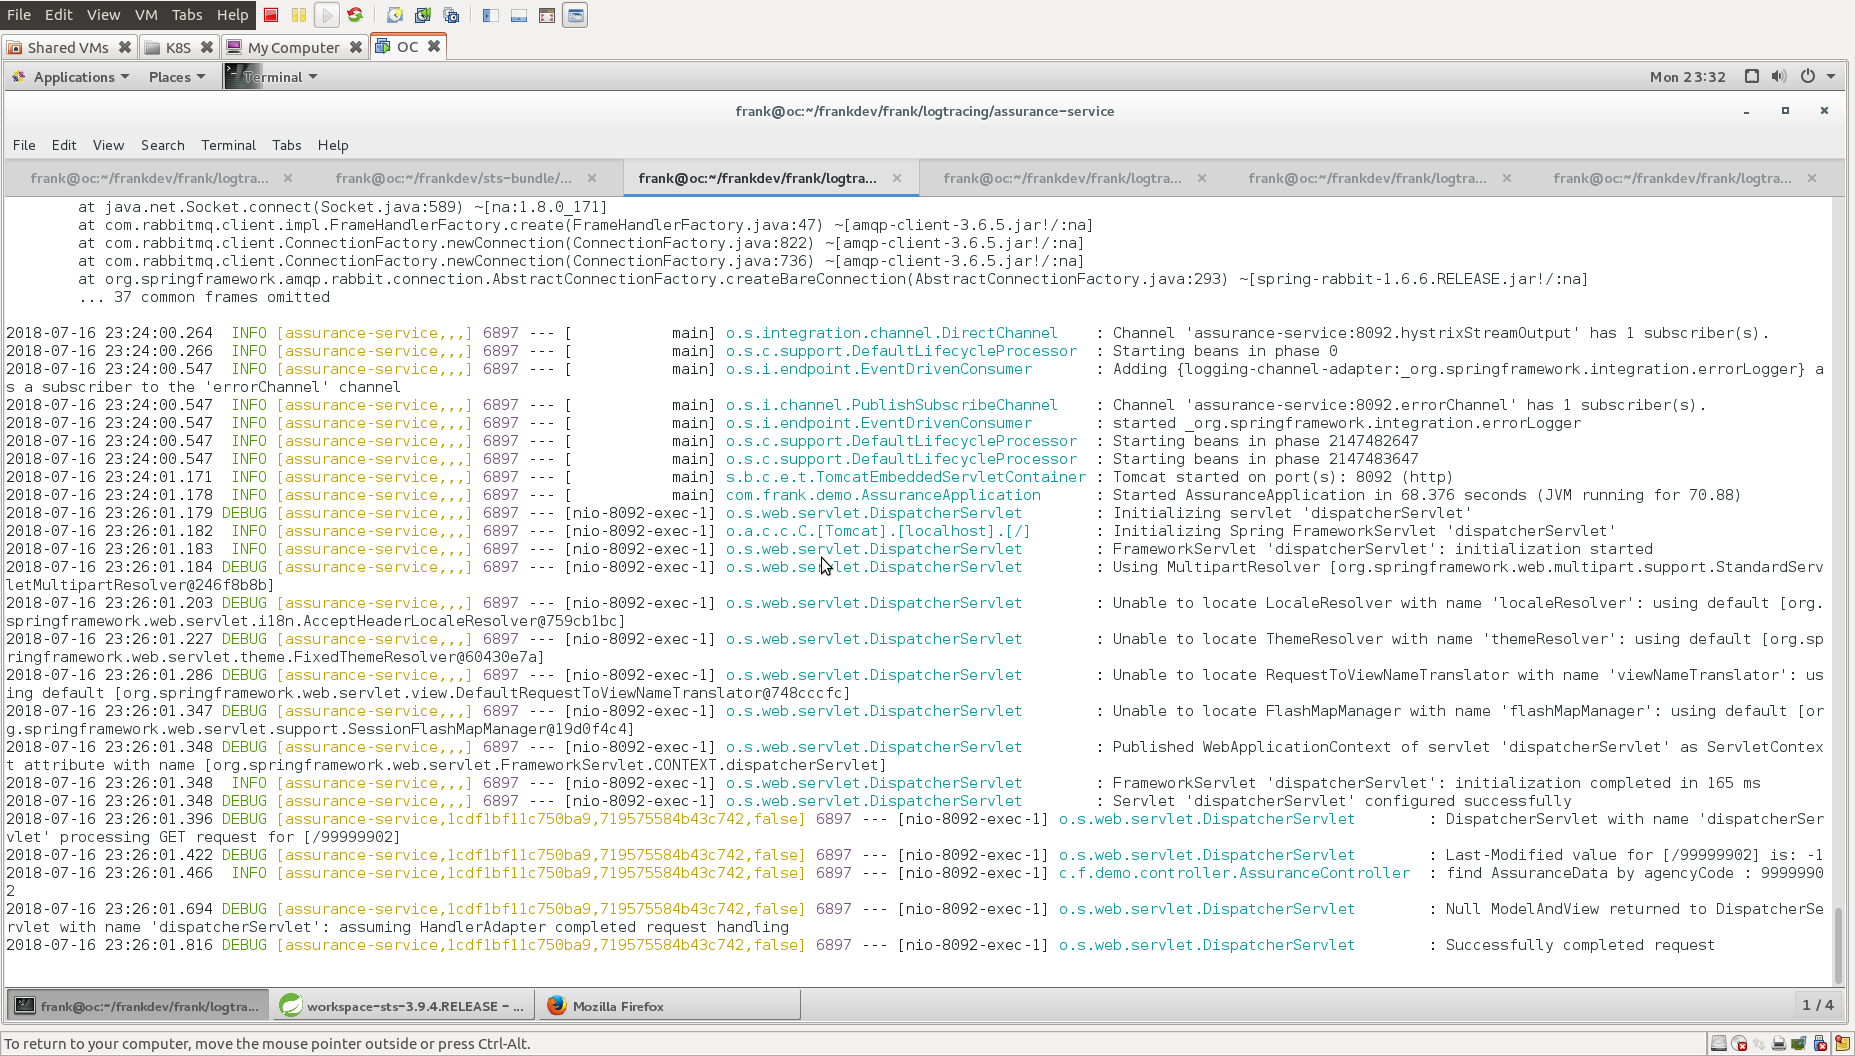 File Edit View VM Tabs Help
Shared VMs K8S My Computer OC
Applications Places Terminal Mon 23:32
frank@oc:~/frankdev/frank/logtracing/assurance-service
File Edit View Search Terminal Tabs Help
frank@oc:~/frankdev/frank/logtra... frank@oc:~/frankdev/sts-bundle/... frank@oc:~/frankdev/frank/logtra... frank@oc:~/frankdev/frank/logtra... frank@oc:~/frankdev/frank/logtra... frank@oc:~/frankdev/frank/logtra...
at java.net.Socket.connect(Socket.java:589) ~[na:1.8.0_171]
at com.rabbitmq.client.impl.FrameHandlerFactory.create(FrameHandlerFactory.java:47) ~[amqp-client-3.6.5.jar!/:na]
at com.rabbitmq.client.ConnectionFactory.newConnection(ConnectionFactory.java:822) ~[amqp-client-3.6.5.jar!/:na]
at com.rabbitmq.client.ConnectionFactory.newConnection(ConnectionFactory.java:736) ~[amqp-client-3.6.5.jar!/:na]
at org.springframework.amqp.rabbit.connection.AbstractConnectionFactory.createBareConnection(AbstractConnectionFactory.java:293) ~[spring-rabbit-1.6.6.RELEASE.jar!/:na]
... 37 common frames omitted
2018-07-16 23:24:00.264  INFO [assurance-service,,,] 6897 --- [           main] o.s.integration.channel.DirectChannel    : Channel 'assurance-service:8092.hystrixStreamOutput' has 1 subscriber(s).
2018-07-16 23:24:00.266  INFO [assurance-service,,,] 6897 --- [           main] o.s.c.support.DefaultLifecycleProcessor  : Starting beans in phase 0
2018-07-16 23:24:00.547  INFO [assurance-service,,,] 6897 --- [           main] o.s.i.endpoint.EventDrivenConsumer       : Adding {logging-channel-adapter:_org.springframework.integration.errorLogger} a
s a subscriber to the 'errorChannel' channel
2018-07-16 23:24:00.547  INFO [assurance-service,,,] 6897 --- [           main] o.s.i.channel.PublishSubscribeChannel    : Channel 'assurance-service:8092.errorChannel' has 1 subscriber(s).
2018-07-16 23:24:00.547  INFO [assurance-service,,,] 6897 --- [           main] o.s.i.endpoint.EventDrivenConsumer       : started _org.springframework.integration.errorLogger
2018-07-16 23:24:00.547  INFO [assurance-service,,,] 6897 --- [           main] o.s.c.support.DefaultLifecycleProcessor  : Starting beans in phase 2147482647
2018-07-16 23:24:00.547  INFO [assurance-service,,,] 6897 --- [           main] o.s.c.support.DefaultLifecycleProcessor  : Starting beans in phase 2147483647
2018-07-16 23:24:01.171  INFO [assurance-service,,,] 6897 --- [           main] s.b.c.e.t.TomcatEmbeddedServletContainer : Tomcat started on port(s): 8092 (http)
2018-07-16 23:24:01.178  INFO [assurance-service,,,] 6897 --- [           main] com.frank.demo.AssuranceApplication      : Started AssuranceApplication in 68.376 seconds (JVM running for 70.88)
2018-07-16 23:26:01.179 DEBUG [assurance-service,,,] 6897 --- [nio-8092-exec-1] o.s.web.servlet.DispatcherServlet        : Initializing servlet 'dispatcherServlet'
2018-07-16 23:26:01.182  INFO [assurance-service,,,] 6897 --- [nio-8092-exec-1] o.a.c.c.C.[Tomcat].[localhost].[/]       : Initializing Spring FrameworkServlet 'dispatcherServlet'
2018-07-16 23:26:01.183  INFO [assurance-service,,,] 6897 --- [nio-8092-exec-1] o.s.web.servlet.DispatcherServlet        : FrameworkServlet 'dispatcherServlet': initialization started
2018-07-16 23:26:01.184 DEBUG [assurance-service,,,] 6897 --- [nio-8092-exec-1] o.s.web.servlet.DispatcherServlet        : Using MultipartResolver [org.springframework.web.multipart.support.StandardServ
letMultipartResolver@246f8b8b]
2018-07-16 23:26:01.203 DEBUG [assurance-service,,,] 6897 --- [nio-8092-exec-1] o.s.web.servlet.DispatcherServlet        : Unable to locate LocaleResolver with name 'localeResolver': using default [org.
springframework.web.servlet.i18n.AcceptHeaderLocaleResolver@759cb1bc]
2018-07-16 23:26:01.227 DEBUG [assurance-service,,,] 6897 --- [nio-8092-exec-1] o.s.web.servlet.DispatcherServlet        : Unable to locate ThemeResolver with name 'themeResolver': using default [org.sp
ringframework.web.servlet.theme.FixedThemeResolver@60430e7a]
2018-07-16 23:26:01.286 DEBUG [assurance-service,,,] 6897 --- [nio-8092-exec-1] o.s.web.servlet.DispatcherServlet        : Unable to locate RequestToViewNameTranslator with name 'viewNameTranslator': us
ing default [org.springframework.web.servlet.view.DefaultRequestToViewNameTranslator@748cccfc]
2018-07-16 23:26:01.347 DEBUG [assurance-service,,,] 6897 --- [nio-8092-exec-1] o.s.web.servlet.DispatcherServlet        : Unable to locate FlashMapManager with name 'flashMapManager': using default [or
g.springframework.web.servlet.support.SessionFlashMapManager@19d0f4c4]
2018-07-16 23:26:01.348 DEBUG [assurance-service,,,] 6897 --- [nio-8092-exec-1] o.s.web.servlet.DispatcherServlet        : Published WebApplicationContext of servlet 'dispatcherServlet' as ServletContex
t attribute with name [org.springframework.web.servlet.FrameworkServlet.CONTEXT.dispatcherServlet]
2018-07-16 23:26:01.348  INFO [assurance-service,,,] 6897 --- [nio-8092-exec-1] o.s.web.servlet.DispatcherServlet        : FrameworkServlet 'dispatcherServlet': initialization completed in 165 ms
2018-07-16 23:26:01.348 DEBUG [assurance-service,,,] 6897 --- [nio-8092-exec-1] o.s.web.servlet.DispatcherServlet        : Servlet 'dispatcherServlet' configured successfully
2018-07-16 23:26:01.396 DEBUG [assurance-service,1cdf1bf11c750ba9,719575584b43c742,false] 6897 --- [nio-8092-exec-1] o.s.web.servlet.DispatcherServlet        : DispatcherServlet with name 'dispatcherSer
vlet' processing GET request for [/99999902]
2018-07-16 23:26:01.422 DEBUG [assurance-service,1cdf1bf11c750ba9,719575584b43c742,false] 6897 --- [nio-8092-exec-1] o.s.web.servlet.DispatcherServlet        : Last-Modified value for [/99999902] is: -1
2018-07-16 23:26:01.466  INFO [assurance-service,1cdf1bf11c750ba9,719575584b43c742,false] 6897 --- [nio-8092-exec-1] c.f.demo.controller.AssuranceController  : find AssuranceData by agencyCode : 9999990
2
2018-07-16 23:26:01.694 DEBUG [assurance-service,1cdf1bf11c750ba9,719575584b43c742,false] 6897 --- [nio-8092-exec-1] o.s.web.servlet.DispatcherServlet        : Null ModelAndView returned to DispatcherSe
rvlet with name 'dispatcherServlet': assuming HandlerAdapter completed request handling
2018-07-16 23:26:01.816 DEBUG [assurance-service,1cdf1bf11c750ba9,719575584b43c742,false] 6897 --- [nio-8092-exec-1] o.s.web.servlet.DispatcherServlet        : Successfully completed request
frank@oc:~/frankdev/frank/logtra... workspace-sts-3.9.4.RELEASE - ... Mozilla Firefox 1 / 4
To return to your computer, move the mouse pointer outside or press Ctrl-Alt.